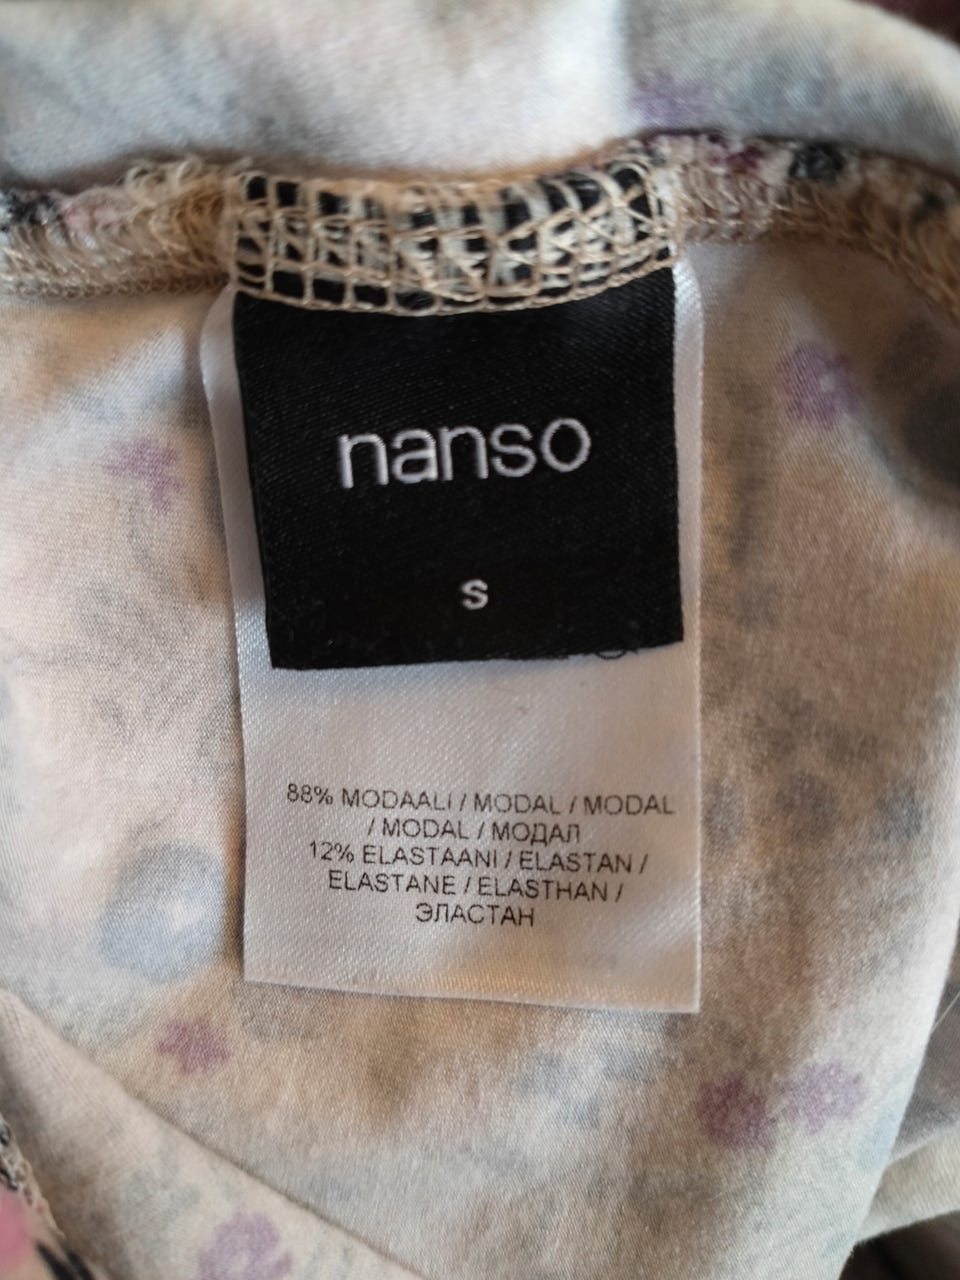 nanso
s
88% MODAALI / MODAL / MODAL
/ MODAL / МОДАЛ
12% ELASTAANI / ELASTAN /
ELASTANE / ELASTHAN /
ЭЛАСТАН